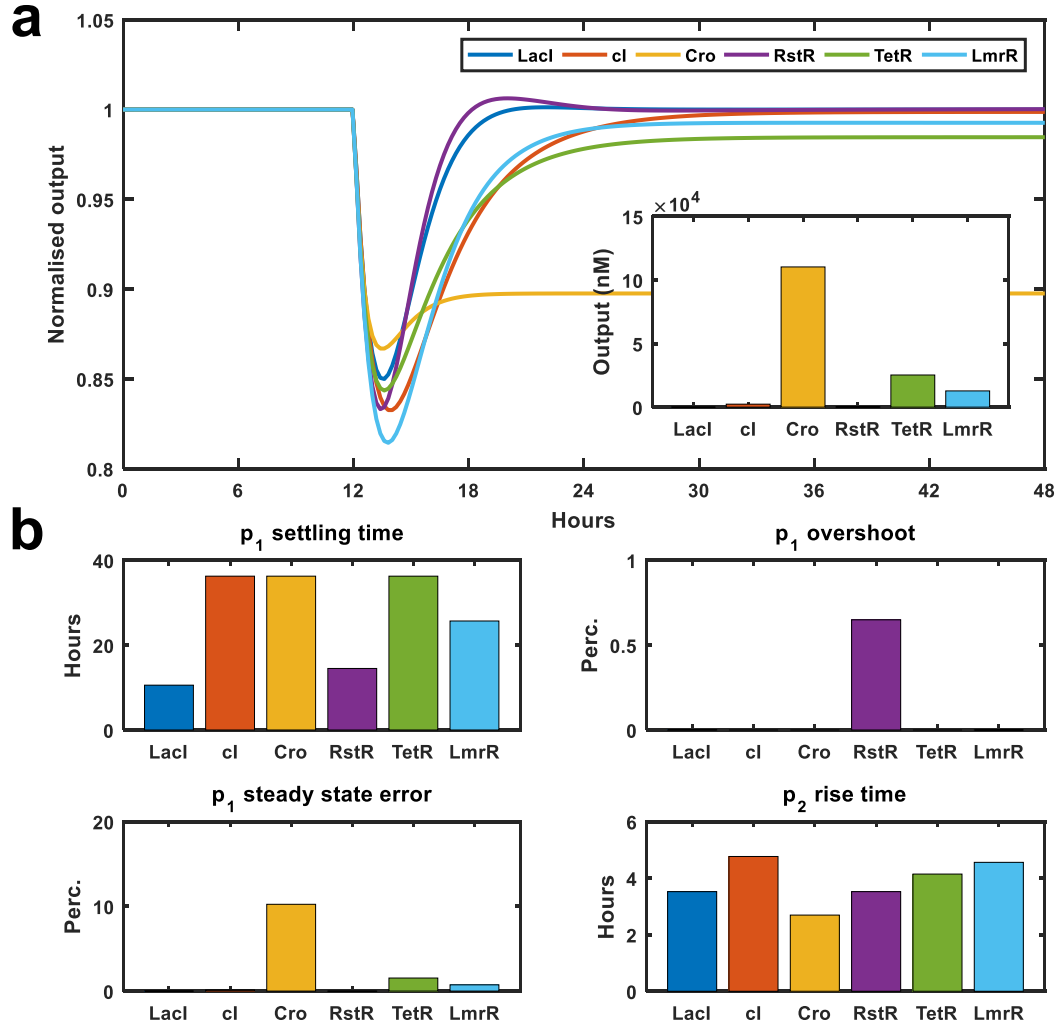 a
1.05
1
0.95
0.9
0.85
0.8
Normalised output
LacI cI Cro RstR TetR LmrR
×10⁴
15
10
5
0
Output (nM)
LacI cI Cro RstR TetR LmrR
0 6 12 18 24 30 36 42 48
Hours
b
p₁ settling time
40
20
0
Hours
LacI cI Cro RstR TetR LmrR
p₁ overshoot
1
0.5
0
Perc.
LacI cI Cro RstR TetR LmrR
p₁ steady state error
20
10
0
Perc.
LacI cI Cro RstR TetR LmrR
p₂ rise time
6
4
2
0
Hours
LacI cI Cro RstR TetR LmrR